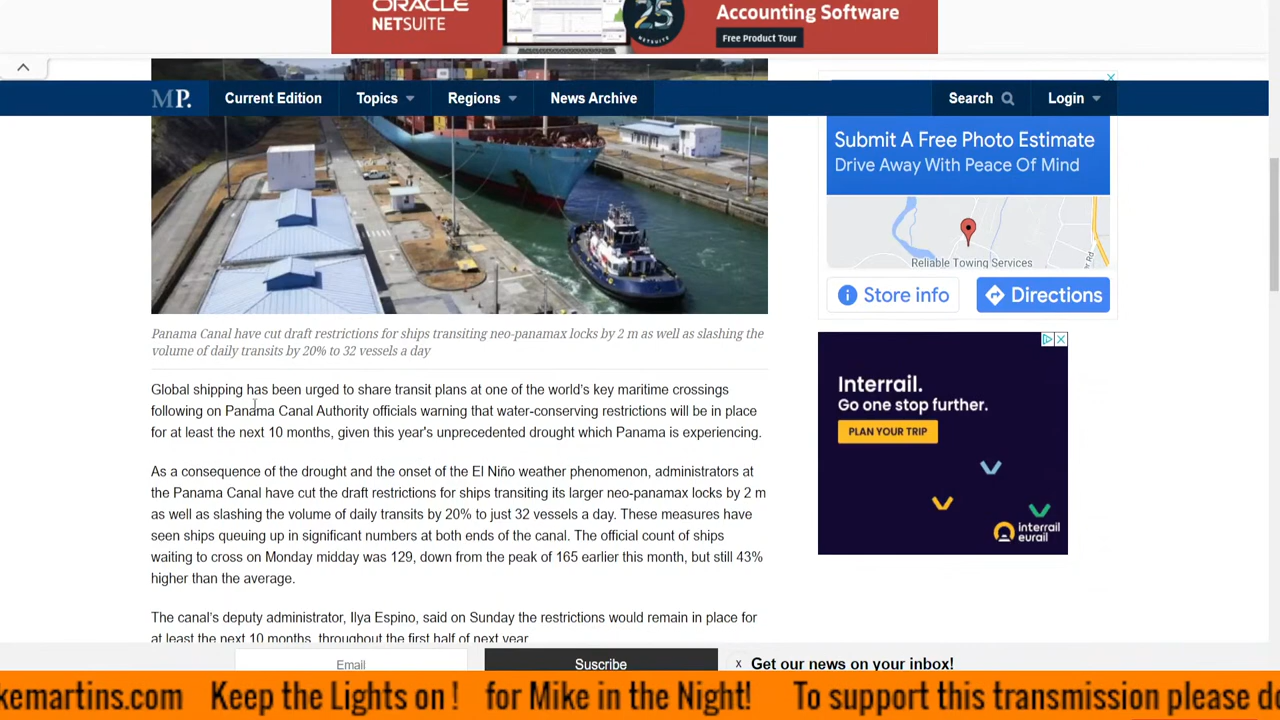 ORACLE
NETSUITE
25
Accounting Software
Free Product Tour
MP.
Current Edition
Topics
Regions
News Archive
Search
Login
Submit A Free Photo Estimate
Drive Away With Peace Of Mind
Reliable Towing Services
Store info
Directions
Panama Canal have cut draft restrictions for ships transiting neo-panamax locks by 2 m as well as slashing the
volume of daily transits by 20% to 32 vessels a day
Global shipping has been urged to share transit plans at one of the world's key maritime crossings
following on Panama Canal Authority officials warning that water-conserving restrictions will be in place
for at least the next 10 months, given this year's unprecedented drought which Panama is experiencing.
As a consequence of the drought and the onset of the El Niño weather phenomenon, administrators at
the Panama Canal have cut the draft restrictions for ships transiting its larger neo-panamax locks by 2 m
as well as slashing the volume of daily transits by 20% to just 32 vessels a day. These measures have
seen ships queuing up in significant numbers at both ends of the canal. The official count of ships
waiting to cross on Monday midday was 129, down from the peak of 165 earlier this month, but still 43%
higher than the average.
The canal's deputy administrator, Ilya Espino, said on Sunday the restrictions would remain in place for
at least the next 10 months, throughout the first half of next year.
Interrail.
Go one stop further.
PLAN YOUR TRIP
interrail
eurail
Email
Suscribe
x Get our news on your inbox!
kemartins.com Keep the Lights on ! for Mike in the Night! To support this transmission please do